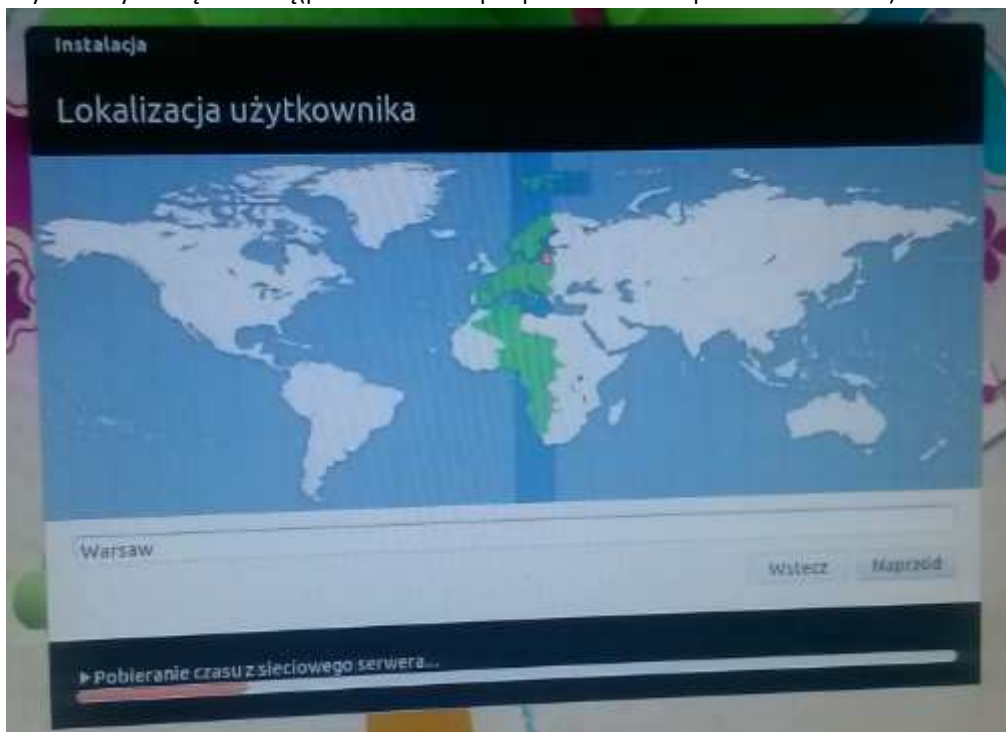 Instalacja
Lokalizacja użytkownika
Warsaw
Wstecz Naprzód
▸Pobieranie czasu z sieciowego serwera...